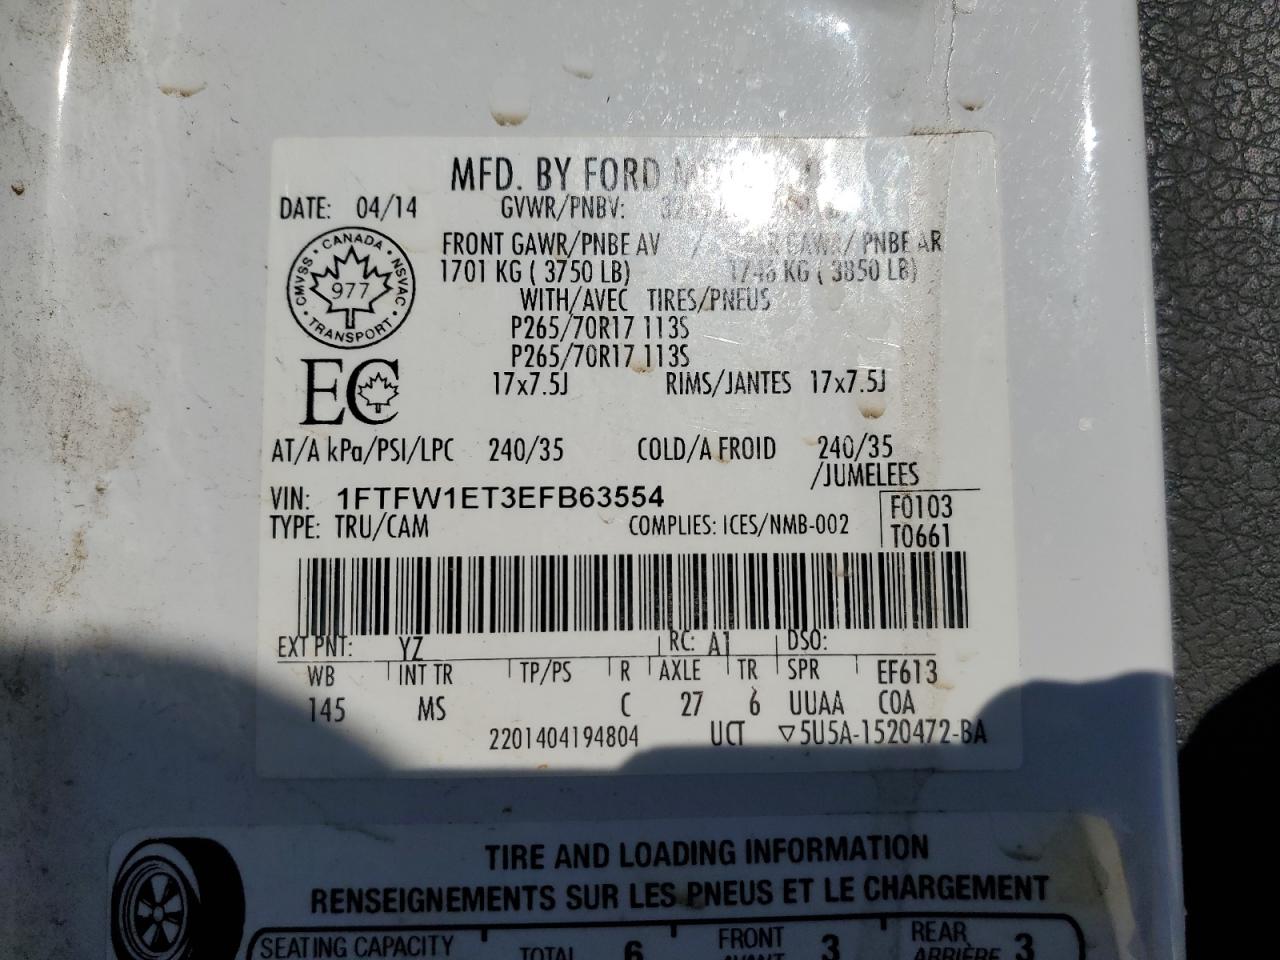 MFD. BY FORD
DATE: 04/14 GVWR/PNBV:
FRONT GAWR/PNBE AV / GAWR/ PNBE AR
1701 KG ( 3750 LB) 1746 KG ( 3850 LB)
WITH/AVEC TIRES/PNEUS
P265/70R17 113S
P265/70R17 113S
17x7.5J RIMS/JANTES 17x7.5J
CMVSS · CANADA · NSVAC
977
· TRANSPORT ·
EC
AT/A kPa/PSI/LPC 240/35 COLD/A FROID 240/35
/JUMELEES
VIN: 1FTFW1ET3EFB63554 F0103
TYPE: TRU/CAM COMPLIES: ICES/NMB-002 T0661
EXT PNT: YZ RC: A1 DSO:
WB INT TR TP/PS R AXLE TR SPR EF613
145 MS C 27 6 UUAA COA
2201404194804 UCT ▽5U5A-1520472-BA
TIRE AND LOADING INFORMATION
RENSEIGNEMENTS SUR LES PNEUS ET LE CHARGEMENT
SEATING CAPACITY TOTAL 6 FRONT 3 REAR 3
AVANT ARRIÈRE